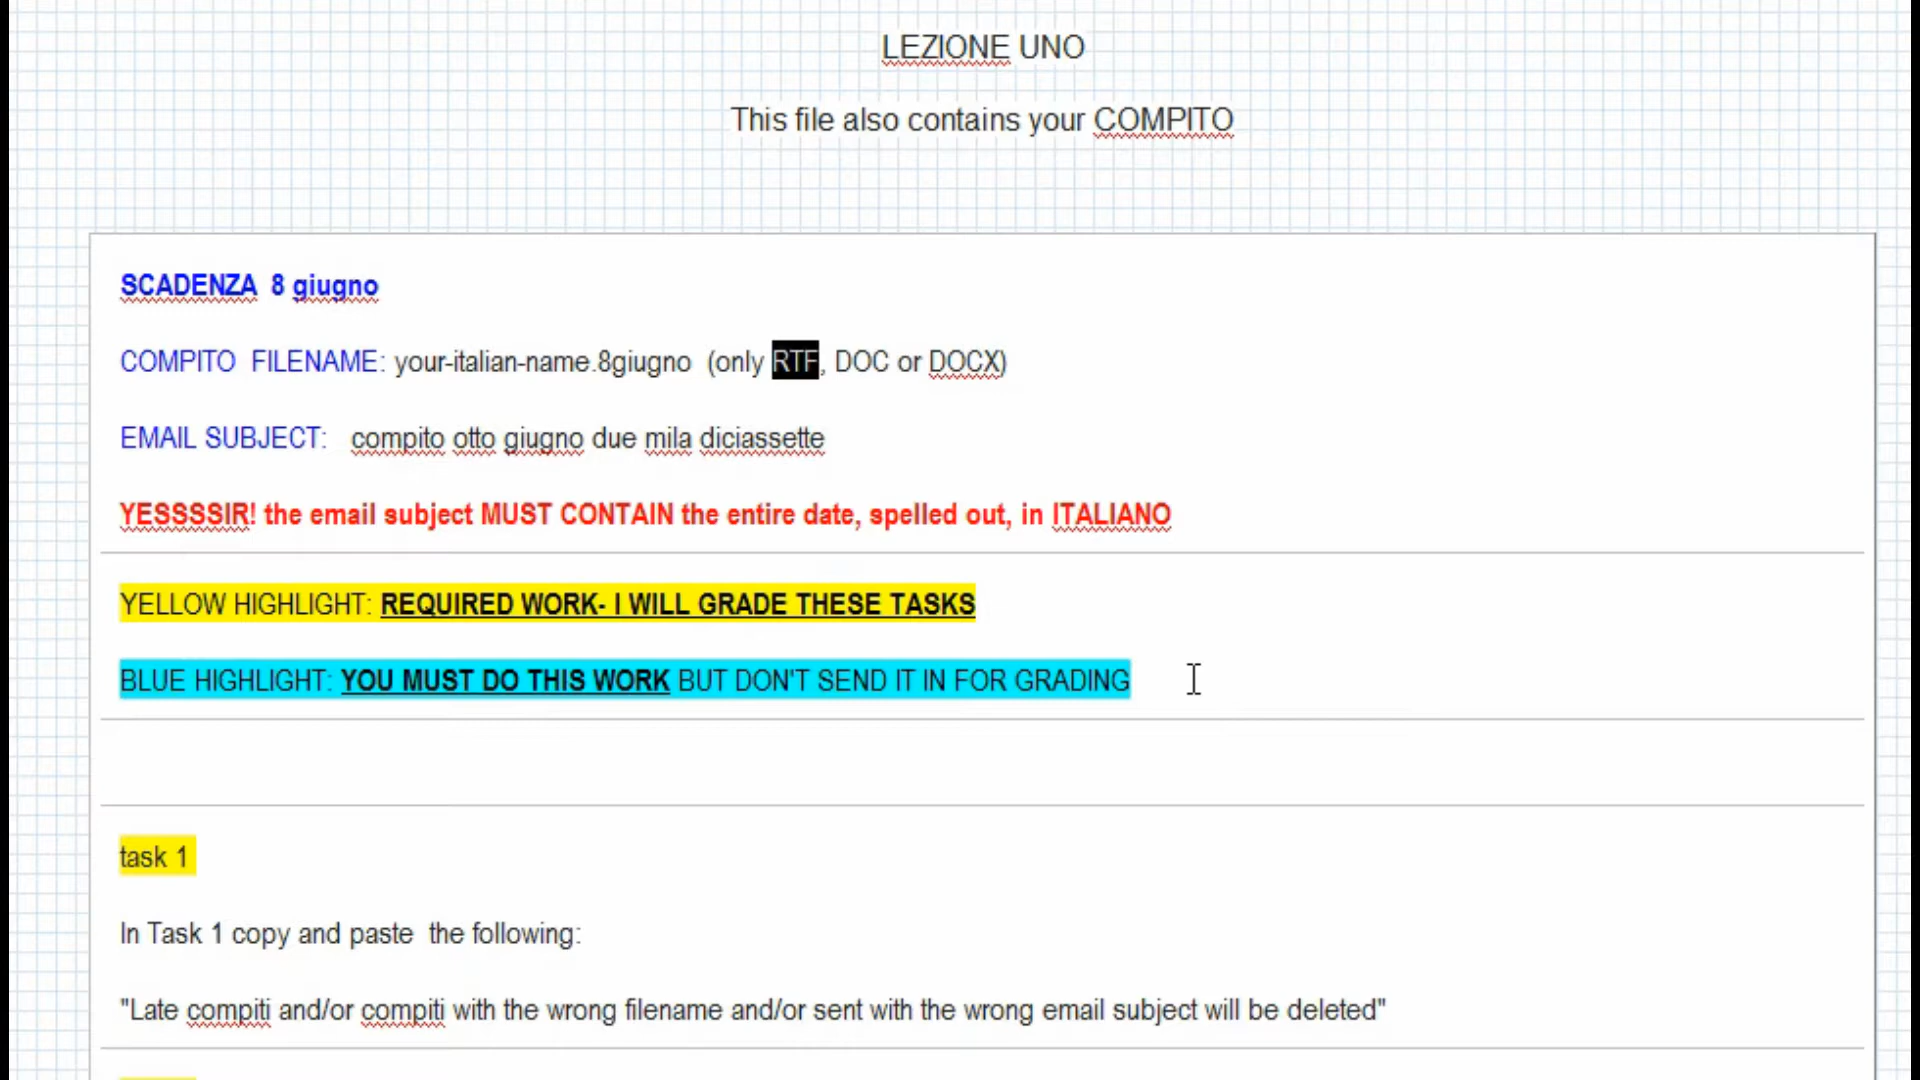 LEZIONE UNO
This file also contains your COMPITO
SCADENZA  8 giugno
COMPITO  FILENAME: your-italian-name.8giugno  (only RTF, DOC or DOCX)
EMAIL SUBJECT:   compito otto giugno due mila diciassette
YESSSSIR! the email subject MUST CONTAIN the entire date, spelled out, in ITALIANO
YELLOW HIGHLIGHT: REQUIRED WORK- I WILL GRADE THESE TASKS
BLUE HIGHLIGHT: YOU MUST DO THIS WORK BUT DON'T SEND IT IN FOR GRADING
task 1
In Task 1 copy and paste  the following:
"Late compiti and/or compiti with the wrong filename and/or sent with the wrong email subject will be deleted"